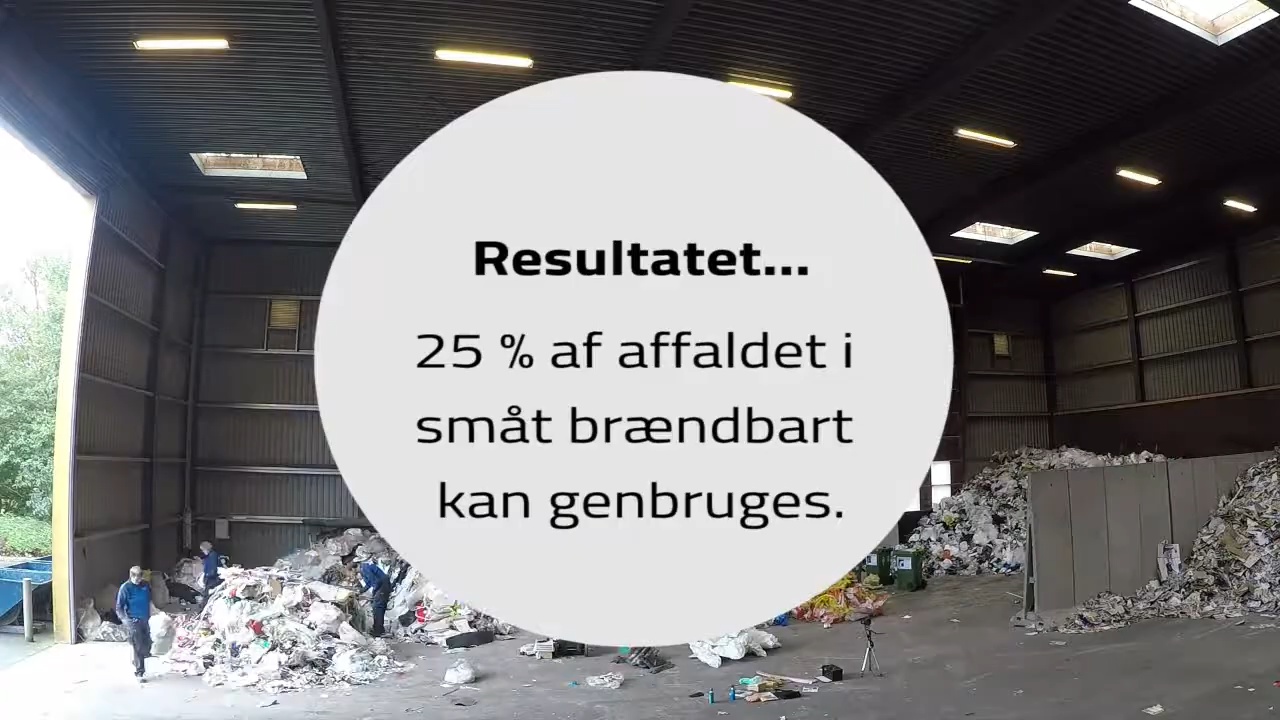 Resultatet...
25 % af affaldet i
småt brændbart
kan genbruges.